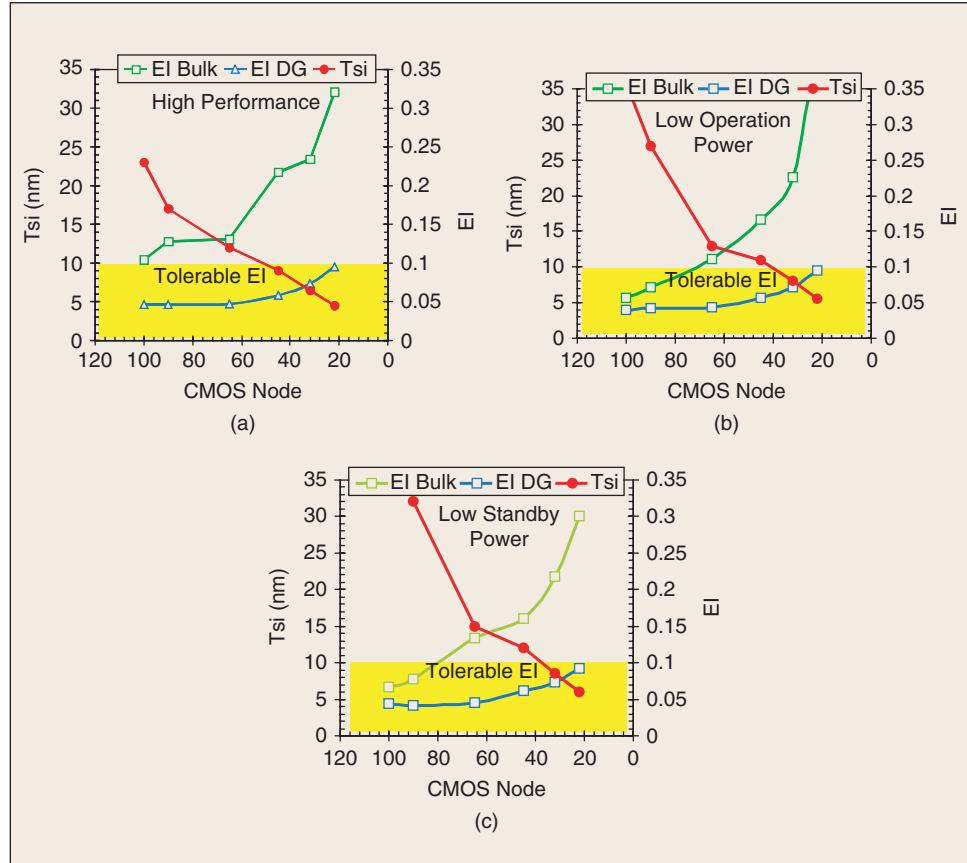 EI Bulk EI DG Tsi
High Performance
35
30
25
20
15
10
5
0
Tsi (nm)
Tolerable EI
0.35
0.3
0.25
0.2
0.15
0.1
0.05
0
EI
120 100 80 60 40 20 0
CMOS Node
(a)
EI Bulk EI DG Tsi
Low Operation
Power
35
30
25
20
15
10
5
0
Tsi (nm)
Tolerable EI
0.35
0.3
0.25
0.2
0.15
0.1
0.05
0
EI
120 100 80 60 40 20 0
CMOS Node
(b)
EI Bulk EI DG Tsi
Low Standby
Power
35
30
25
20
15
10
5
0
Tsi (nm)
Tolerable EI
0.35
0.3
0.25
0.2
0.15
0.1
0.05
0
EI
120 100 80 60 40 20 0
CMOS Node
(c)